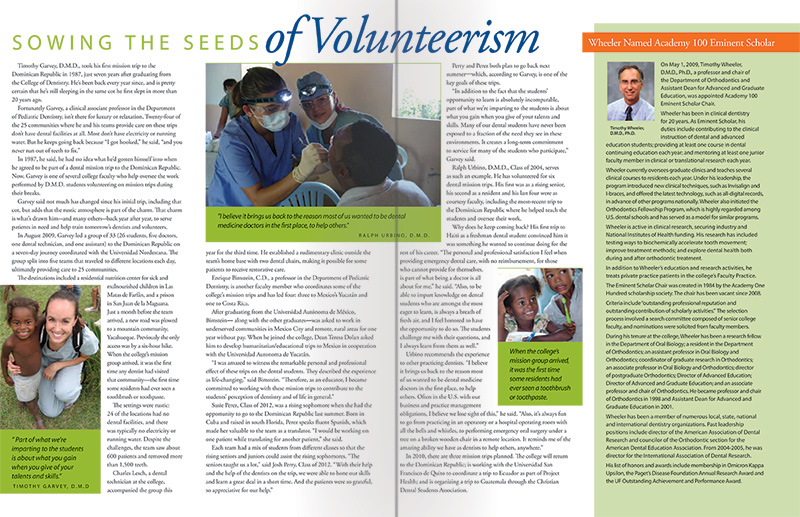 SOWING THE SEEDS of Volunteerism
Timothy Garvey, D.M.D., took his first mission trip to the
Dominican Republic in 1987, just seven years after graduating
from the College of Dentistry. He's been back every year since, and is pretty
certain that he's still sleeping in the same cot he first slept in more than
20 years ago.
Fortunately Garvey, a clinical associate professor in the Department
of Pediatric Dentistry, isn't there for luxury or relaxation. Twenty-four of
the 25 communities where he and his teams provide care on these trips
don't have dental facilities at all. Most don't have electricity or running
water. But he keeps going back because "I got hooked," he said, "and you
never run out of teeth to fix."
In 1987, he said, he had no idea what he'd gotten himself into when
he agreed to be part of a dental mission trip to the Dominican Republic.
Now, Garvey is one of several college faculty who help oversee the work
performed by D.M.D. students volunteering on mission trips during
their breaks.
Garvey said not much has changed since his initial trip, including that
cot, but adds that the rustic atmosphere is part of the charm. That charm
is what's drawn him—and many others—back year after year, to serve
patients in need and help train tomorrow's dentists and volunteers.
In August 2009, Garvey led a group of 35 (26 students, five doctors,
one dental technician, and one assistant) to the Dominican Republic on
a seven-day journey coordinated with the Universidad Nordestana. The
group split into five teams that traveled to different locations each day,
ultimately providing care to 25 communities.
The destinations included a nutrition center for sick and
malnourished children in Las
Matas de Farfán, and a prison
in San Juan de la Maguana.
Just a month before the team
arrived, a new road was plowed
to a mountain community,
Yacahueque. Previously the only
access was by a six-hour hike.
When the college's mission
group arrived, it was the first
time any dentist had visited
that community—the first time
some residents had ever seen a
toothbrush or toothpaste.
The settings were rustic:
24 of the locations had no
dental facilities, and there
was typically no electricity or
running water. Despite the
challenges, the team saw about
600 patients and removed more
than 1,500 teeth.
Charles Lesch, a dental
technician at the college,
accompanied the group this
"Part of what we're
imparting to the students
is about what you gain
when you give of your
talents and skills."
TIMOTHY GARVEY, D.M.D
"I believe it brings us back to the reason most of us wanted to be dental
medicine doctors in the first place, to help others."
RALPH URBINO, D.M.D.
year for the third time. He established a rudimentary clinic outside the
team's home base with two dental chairs, making it possible for some
patients to receive restorative care.
Enrique Bimstein, C.D., a professor in the Department of Pediatric
Dentistry, is another faculty member who coordinates some of the
college's mission trips and has led four: three to Mexico's Yucatán and
one to Costa Rica.
After graduating from the Universidad Autónoma de México,
Bimstein— along with the other graduates—was asked to work in
underserved communities in Mexico City and remote, rural areas for one
year without pay. When he joined the college, Dean Teresa Dolan asked
him to develop humanitarian/educational trips to Mexico in cooperation
with the Universidad Autónoma de Yucatán.
"I was amazed to witness the remarkable personal and professional
effect of these trips on the dental students. They described the experience
as life-changing," said Bimstein. "Therefore, as an educator, I became
committed to working with these mission trips to contribute to the
students' perception of dentistry and of life in general."
Susie Perez, Class of 2012, was a rising sophomore when she had the
opportunity to go to the Dominican Republic last summer. Born in
Cuba and raised in south Florida, Perez speaks fluent Spanish, which
made her valuable to the team as a translator. "I would be working on
one patient while translating for another patient," she said.
Each team had a mix of students from different classes so that the
rising seniors and juniors could assist the rising sophomores. "The
seniors taught us a lot," said Josh Perry, Class of 2012. "With their help
and the help of the dentists on the trip, we were able to hone our skills
and learn a great deal in a short time. And the patients were so grateful,
so appreciative for our help."
Perry and Perez both plan to go back next
summer—which, according to Garvey, is one of the
key goals of these trips.
"In addition to the fact that the students'
opportunity to learn is absolutely incomparable,
part of what we're imparting to the students is about
what you gain when you give of your talents and
skills. Many of our dental students have never been
exposed to a fraction of the need they see in these
environments. It creates a long-term commitment
to service for many of the students who participate,"
Garvey said.
Ralph Urbino, D.M.D., Class of 2004, serves
as such an example. He has volunteered for six
dental mission trips. His first was as a rising senior,
his second as a resident and his last four were as
courtesy faculty, including the most-recent trip to
the Dominican Republic where he helped teach the
students and oversee their work.
Why does he keep coming back? His first trip to
Haiti as a freshman dental student convinced him it
was something he wanted to continue doing for the
rest of his career. "The personal and professional satisfaction I feel when
providing emergency dental care, with no reimbursement, for those
who cannot provide for themselves,
is part of what being a doctor is all
about for me," he said. "Also, to be
able to impart knowledge on dental
students who are amongst the most
eager to learn, is always a breath of
fresh air, and I feel honored to have
the opportunity to do so. The students
challenge me with their questions, and
I always learn from them as well."
Urbino recommends the experience
to other practicing dentists. "I believe
it brings us back to the reason most
of us wanted to be dental medicine
doctors in the first place, to help
others. Often in the U.S. with our
business and practice management
obligations, I believe we lose sight of this," he said. "Also, it's always fun
to go from practicing in an operatory or a hospital operating room with
all the bells and whistles, to performing emergency oral surgery under a
tree on a broken wooden chair in a remote location. It reminds me of the
amazing ability we have as dentists to help others, anywhere."
In 2010, there are three mission trips planned. The college will return
to the Dominican Republic; is working with the Universidad San
Francisco de Quito to coordinate a trip to Ecuador as part of Project
Health; and is organizing a trip to Guatemala through the Christian
Dental Students Association.
When the college's
mission group arrived,
it was the first time
some residents had
ever seen a toothbrush
or toothpaste.
Wheeler Named Academy 100 Eminent Scholar
Timothy Wheeler,
D.M.D., Ph.D.
On May 1, 2009, Timothy Wheeler,
D.M.D., Ph.D., a professor and chair of
the Department of Orthodontics and
Assistant Dean for Advanced and Graduate
Education, was appointed Academy 100
Eminent Scholar Chair.
Wheeler has been in clinical dentistry
for 20 years. As Eminent Scholar, his
duties include contributing to the clinical
instruction of dental and advanced
education students; providing at least one course in dental
continuing education each year; and mentoring at least one junior
faculty member in clinical or translational research each year.
Wheeler currently oversees graduate clinics and teaches several
clinical courses to residents each year. Under his leadership, the
program introduced new clinical techniques, such as Invisalign and
I-braces, and offered the latest technology, such as all-digital records,
in advance of other programs nationally. Wheeler also initiated the
Orthodontics Fellowship Program, which is highly regarded among
U.S. dental schools and has served as a model for similar programs.
Wheeler is active in clinical research, securing industry and
National Institutes of Health funding. His research has included
testing ways to biochemically accelerate tooth movement;
improve treatment methods; and explore dental health both
during and after orthodontic treatment
In addition to Wheeler's education and research activities, he
treats private practice patients in the college's Faculty Practice.
The Eminent Scholar Chair was created in 1984 by the Academy One
Hundred scholarship society. The chair has been vacant since 2008.
Criteria include "outstanding professional reputation and
outstanding contribution of scholarly activities." The selection
process involved a search committee composed of senior college
faculty, and nominations were solicited from faculty members.
During his tenure at the college, Wheeler has been a research fellow
in the Department of Oral Biology; a resident in the Department
of Orthodontics; an assistant professor in Oral Biology and
Orthodontics; coordinator of graduate research in Orthodontics;
an associate professor in Oral Biology and Orthodontics; director
of postgraduate Orthodontics; Director of Advanced Education;
Director of Advanced and Graduate Education; and an associate
professor and chair of Orthodontics. He became professor and chair
of Orthodontics in 1998 and Assistant Dean for Advanced and
Graduate Education in 2001.
Wheeler has been a member of numerous local, state, national
and international dentistry organizations. Past leadership
positions include director of the American Association of Dental
Research and councilor of the Orthodontic section for the
American Dental Education Association. From 2004-2005, he was
director for the International Association of Dental Research.
His list of honors and awards include membership in Omicron Kappa
Upsilon, the Pogrel's Disease Foundation Annual Research Award and
the UF Outstanding Achievement and Performance Award.